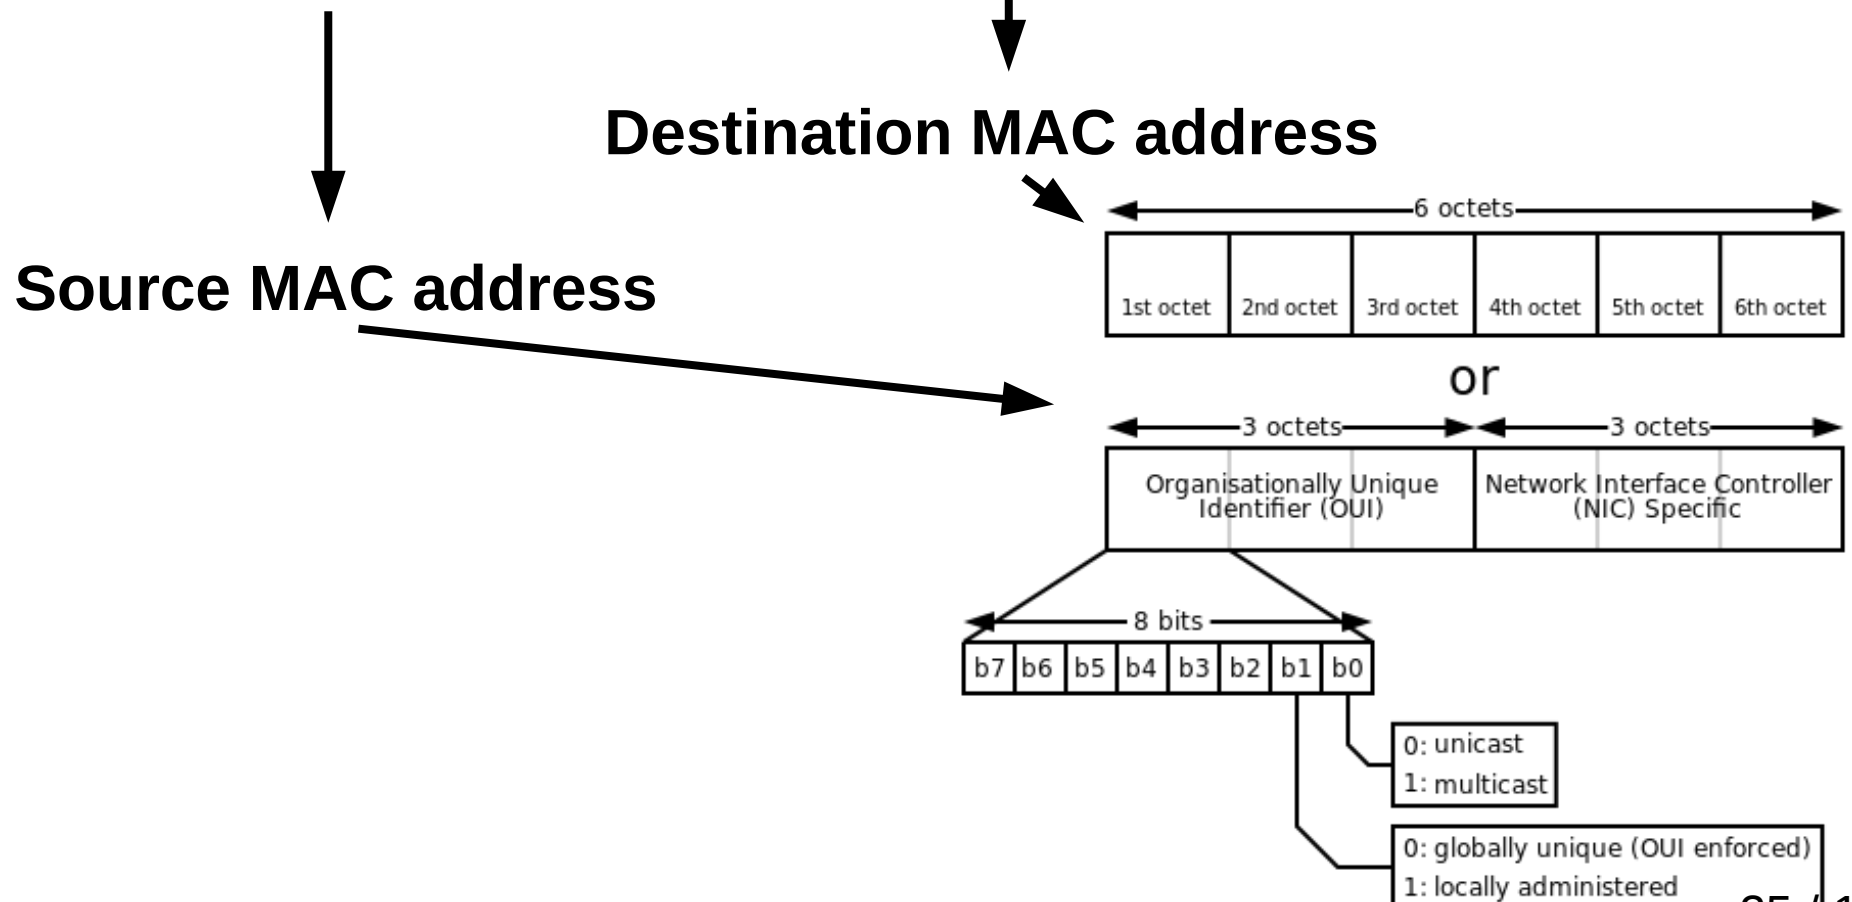 Destination MAC address
Source MAC address
6 octets
1st octet 2nd octet 3rd octet 4th octet 5th octet 6th octet
or
3 octets 3 octets
Organisationally Unique
Identifier (OUI)
Network Interface Controller
(NIC) Specific
8 bits
b7 b6 b5 b4 b3 b2 b1 b0
0: unicast
1: multicast
0: globally unique (OUI enforced)
1: locally administered